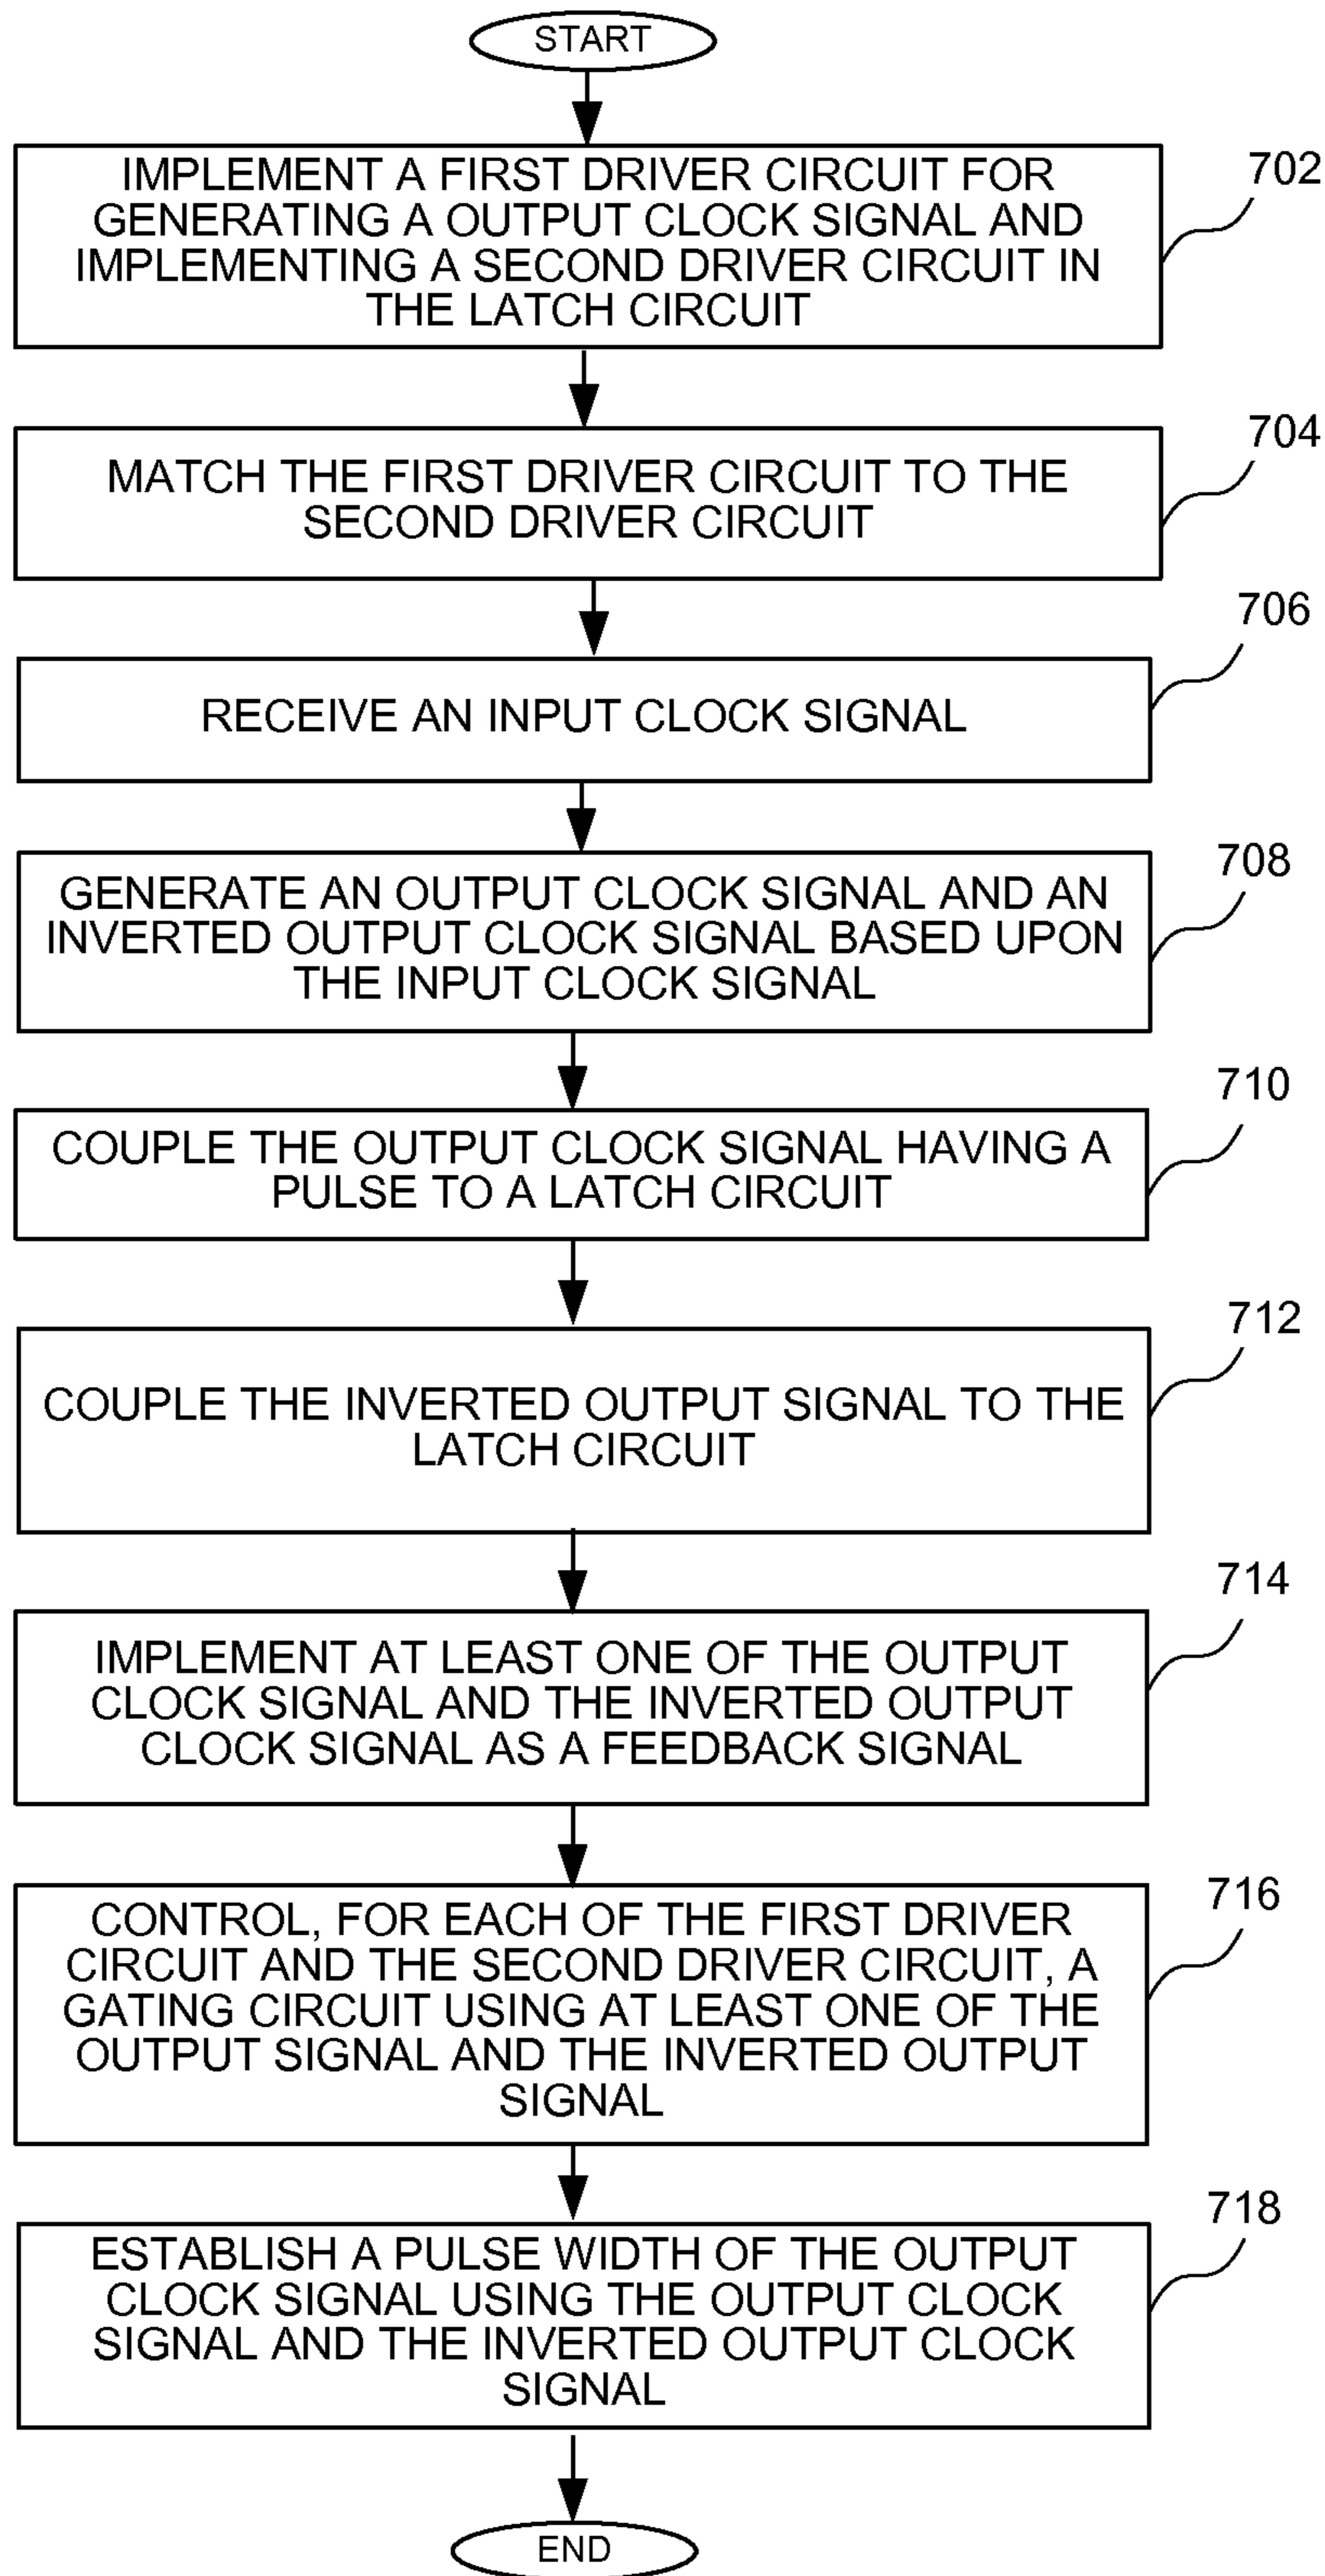 START
IMPLEMENT A FIRST DRIVER CIRCUIT FOR
GENERATING A OUTPUT CLOCK SIGNAL AND
IMPLEMENTING A SECOND DRIVER CIRCUIT IN
THE LATCH CIRCUIT
702
MATCH THE FIRST DRIVER CIRCUIT TO THE
SECOND DRIVER CIRCUIT
704
RECEIVE AN INPUT CLOCK SIGNAL
706
GENERATE AN OUTPUT CLOCK SIGNAL AND AN
INVERTED OUTPUT CLOCK SIGNAL BASED UPON
THE INPUT CLOCK SIGNAL
708
COUPLE THE OUTPUT CLOCK SIGNAL HAVING A
PULSE TO A LATCH CIRCUIT
710
COUPLE THE INVERTED OUTPUT SIGNAL TO THE
LATCH CIRCUIT
712
IMPLEMENT AT LEAST ONE OF THE OUTPUT
CLOCK SIGNAL AND THE INVERTED OUTPUT
CLOCK SIGNAL AS A FEEDBACK SIGNAL
714
CONTROL, FOR EACH OF THE FIRST DRIVER
CIRCUIT AND THE SECOND DRIVER CIRCUIT, A
GATING CIRCUIT USING AT LEAST ONE OF THE
OUTPUT SIGNAL AND THE INVERTED OUTPUT
SIGNAL
716
ESTABLISH A PULSE WIDTH OF THE OUTPUT
CLOCK SIGNAL USING THE OUTPUT CLOCK
SIGNAL AND THE INVERTED OUTPUT CLOCK
SIGNAL
718
END